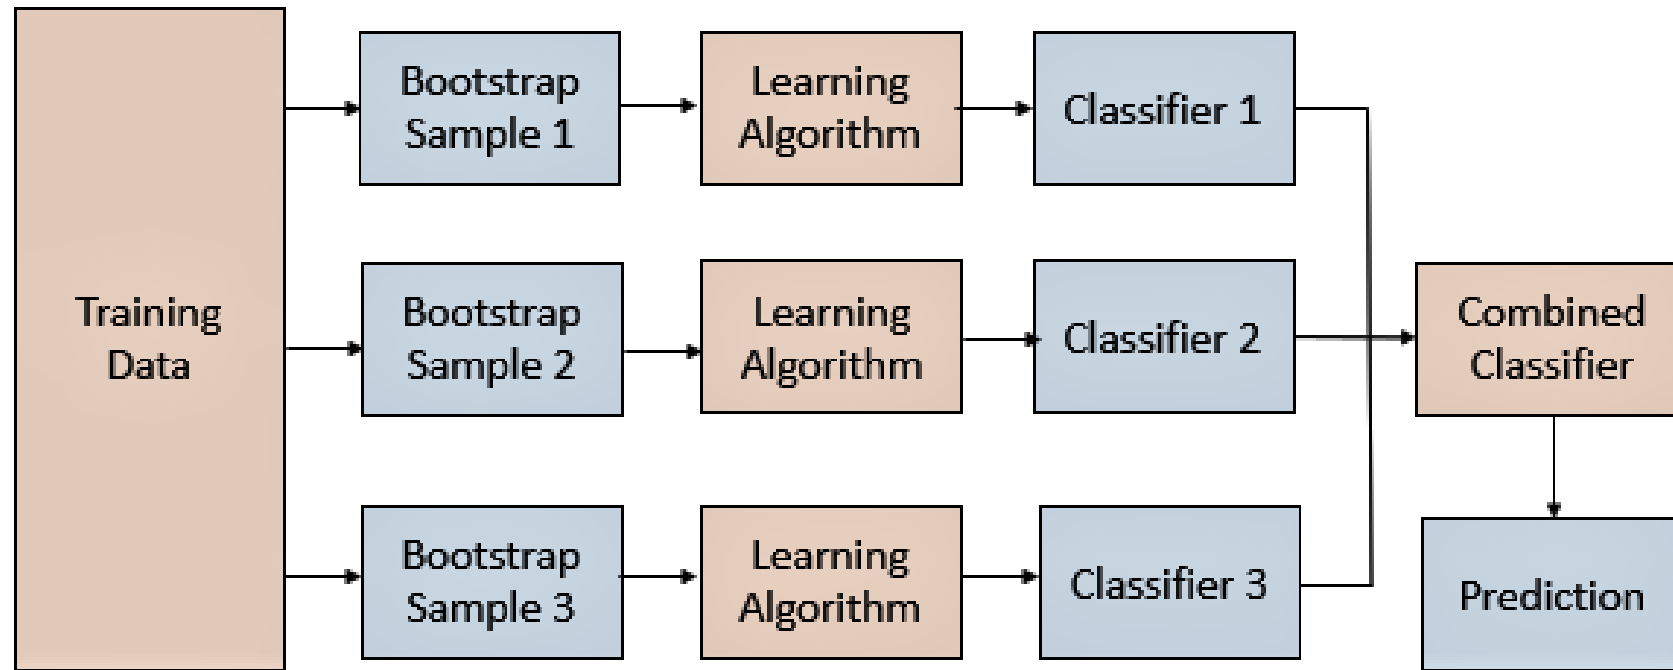 Training
Data
Bootstrap
Sample 1
Learning
Algorithm
Classifier 1
Bootstrap
Sample 2
Learning
Algorithm
Classifier 2
Bootstrap
Sample 3
Learning
Algorithm
Classifier 3
Combined
Classifier
Prediction